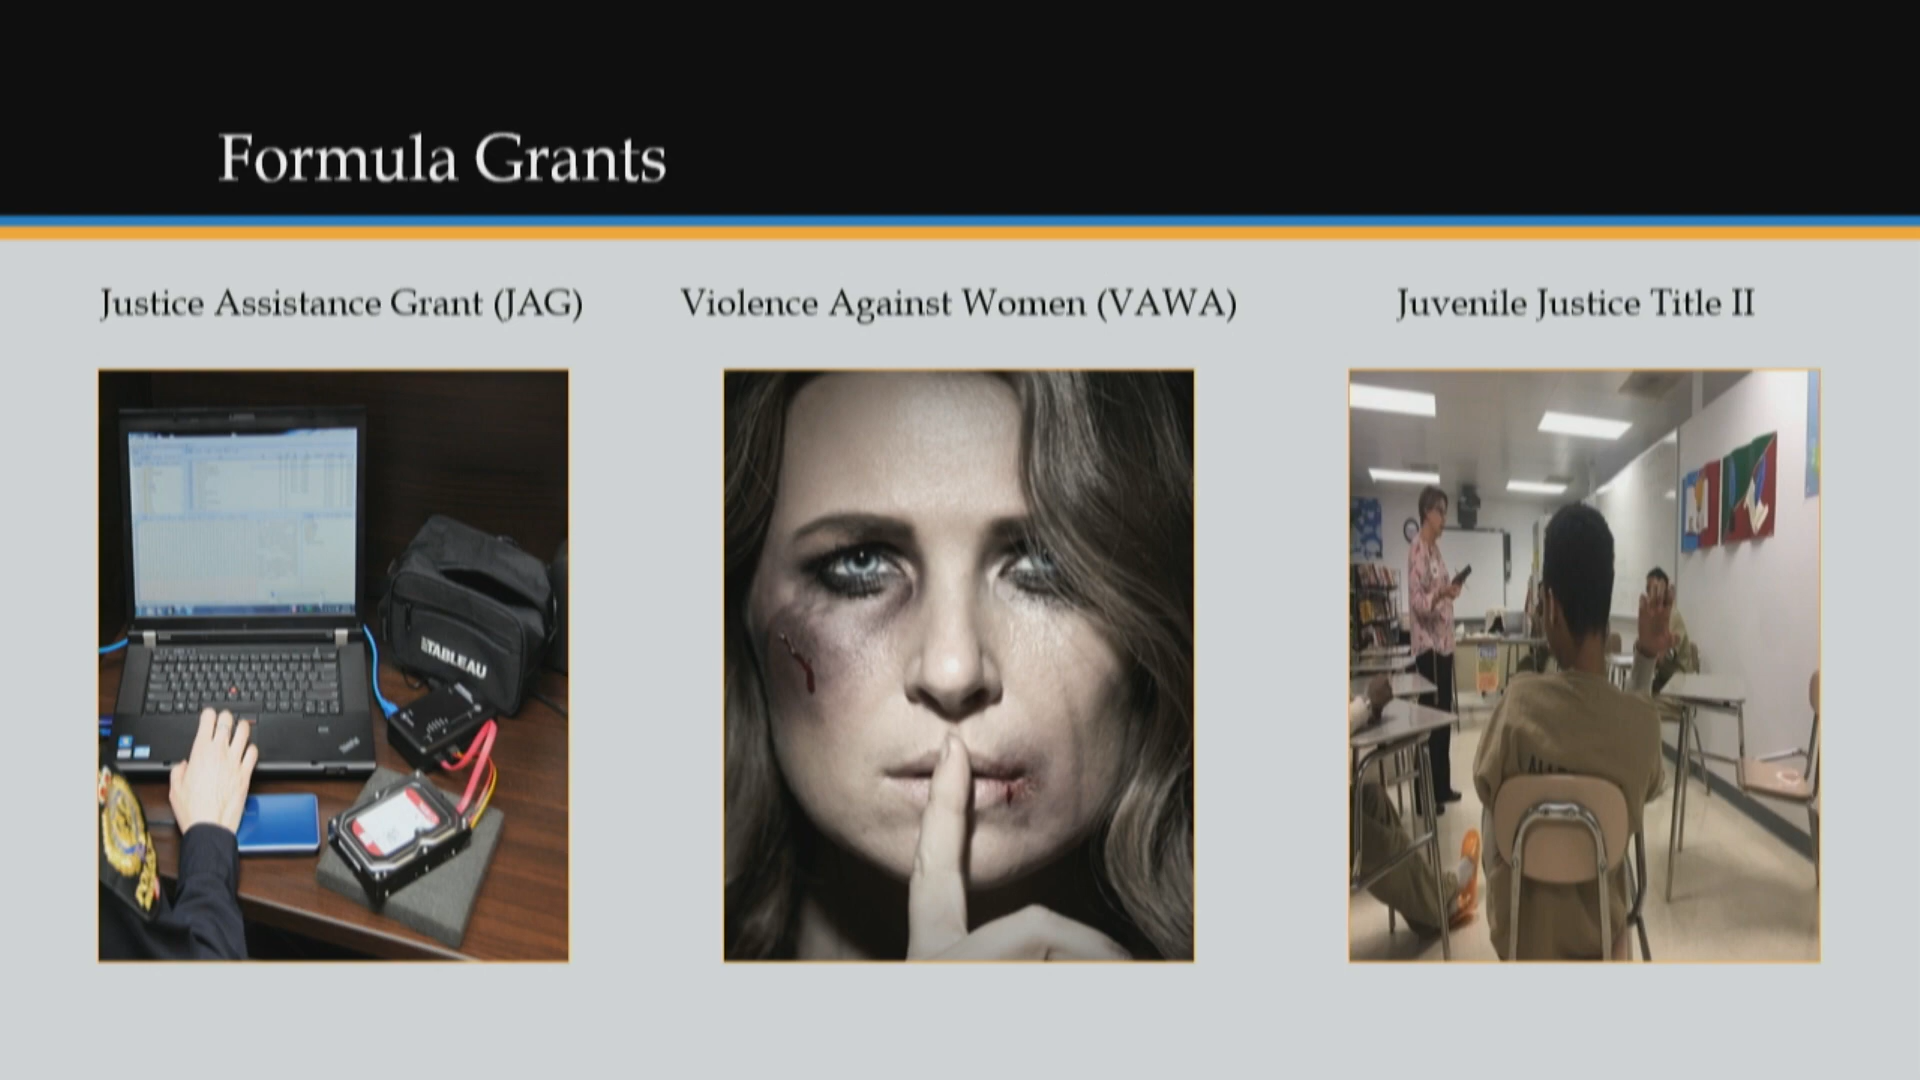 Formula Grants
Justice Assistance Grant (JAG)
Violence Against Women (VAWA)
Juvenile Justice Title II
TABLEAU